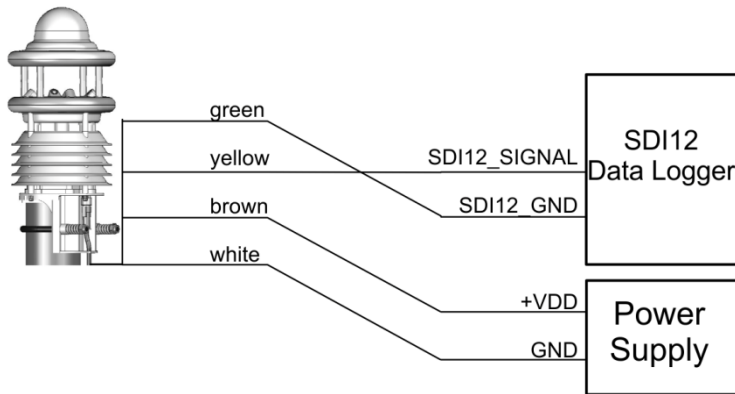 green
yellow
brown
white
SDI12_SIGNAL
SDI12_GND
+VDD
GND
SDI12
Data Logger
Power
Supply